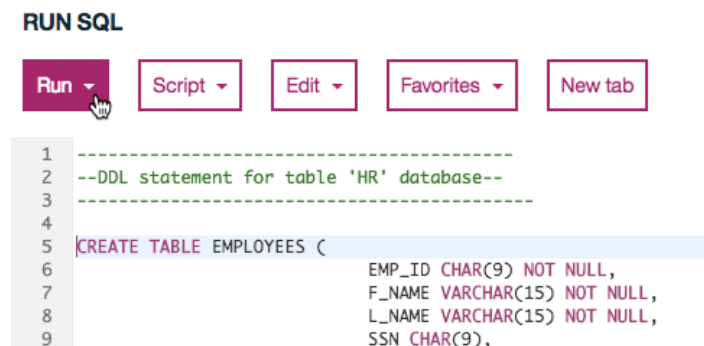 RUN SQL
Run Script Edit Favorites New tab
1 ------------------------------------------
2 --DDL statement for table 'HR' database--
3 --------------------------------------------
4
5 CREATE TABLE EMPLOYEES (
6 EMP_ID CHAR(9) NOT NULL,
7 F_NAME VARCHAR(15) NOT NULL,
8 L_NAME VARCHAR(15) NOT NULL,
9 SSN CHAR(9),